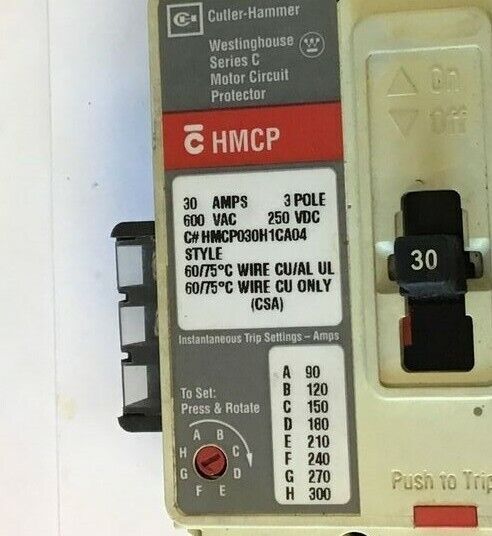 Cutler-Hammer
Westinghouse
Series C
Motor Circuit
Protector
C HMCP
30 AMPS 3 POLE
600 VAC 250 VDC
C# HMCP030H1CA04
STYLE
60/75°C WIRE CU/AL UL
60/75°C WIRE CU ONLY
(CSA)
Instantaneous Trip Settings – Amps
To Set:
Press & Rotate
A B C D E F G H
A 90
B 120
C 150
D 180
E 210
F 240
G 270
H 300
On
Off
30
Push to Trip